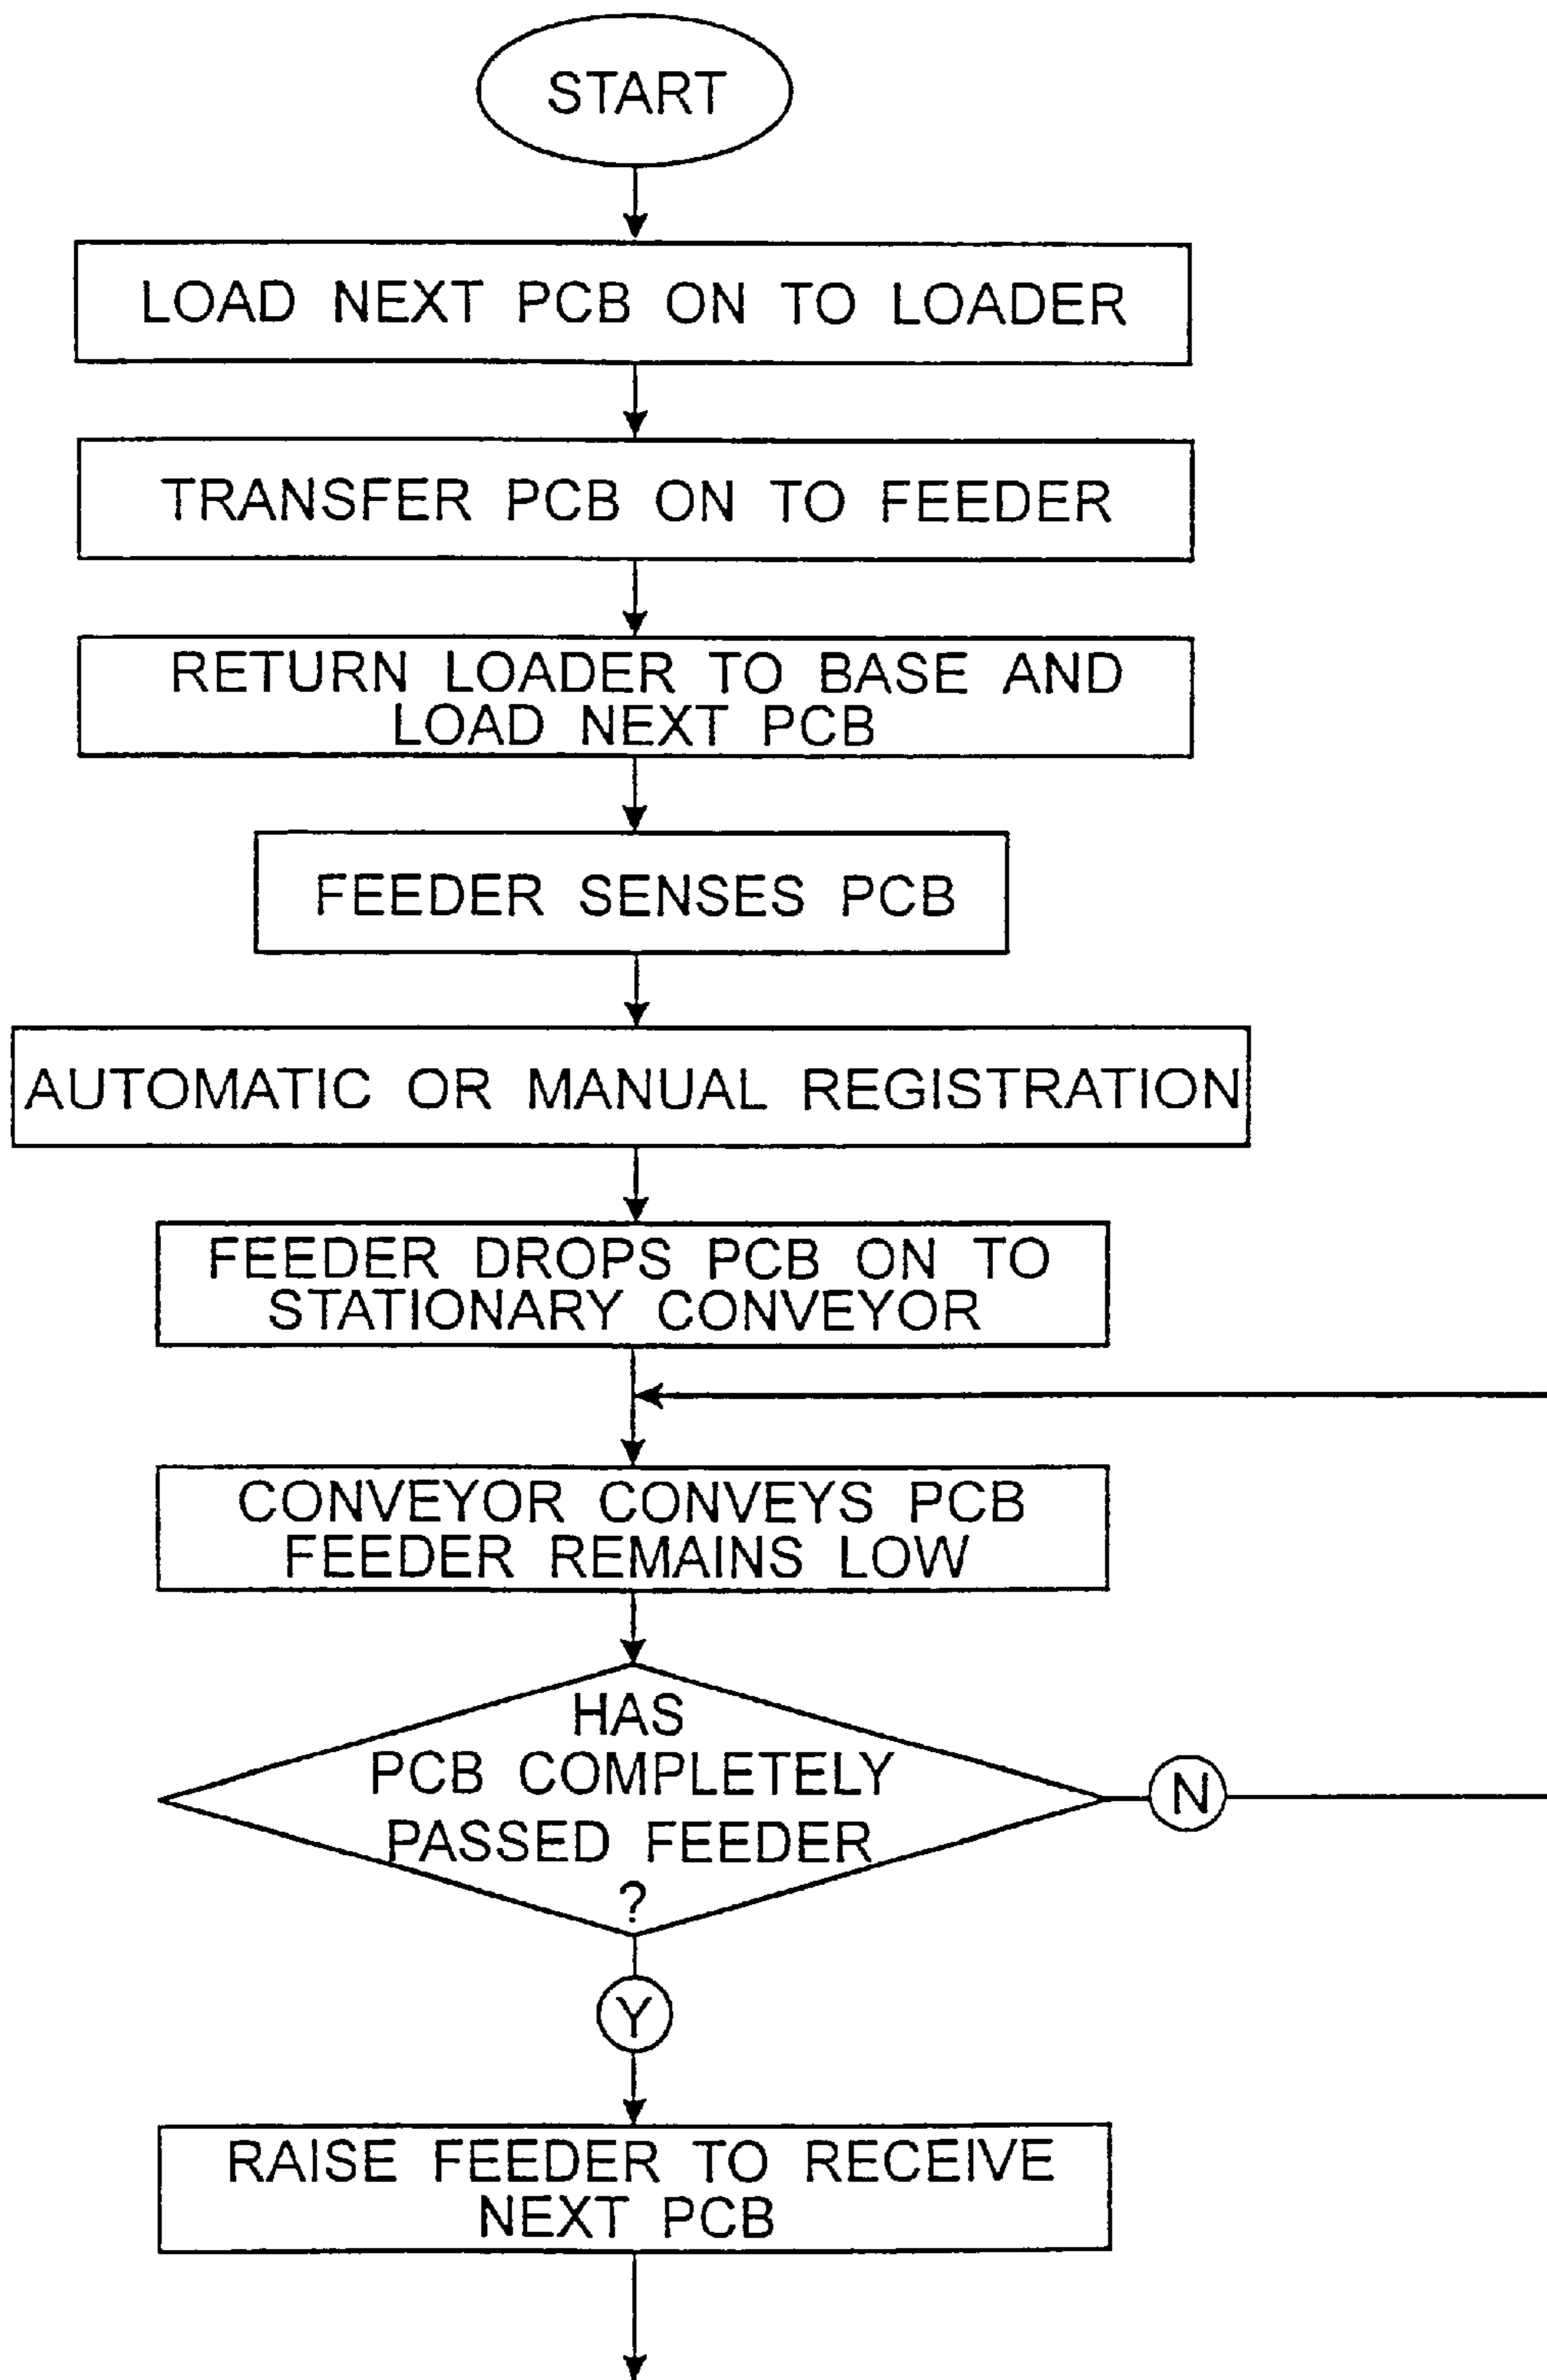 START
LOAD NEXT PCB ON TO LOADER
TRANSFER PCB ON TO FEEDER
RETURN LOADER TO BASE AND
LOAD NEXT PCB
FEEDER SENSES PCB
AUTOMATIC OR MANUAL REGISTRATION
FEEDER DROPS PCB ON TO
STATIONARY CONVEYOR
CONVEYOR CONVEYS PCB
FEEDER REMAINS LOW
HAS
PCB COMPLETELY
PASSED FEEDER
?
N
Y
RAISE FEEDER TO RECEIVE
NEXT PCB